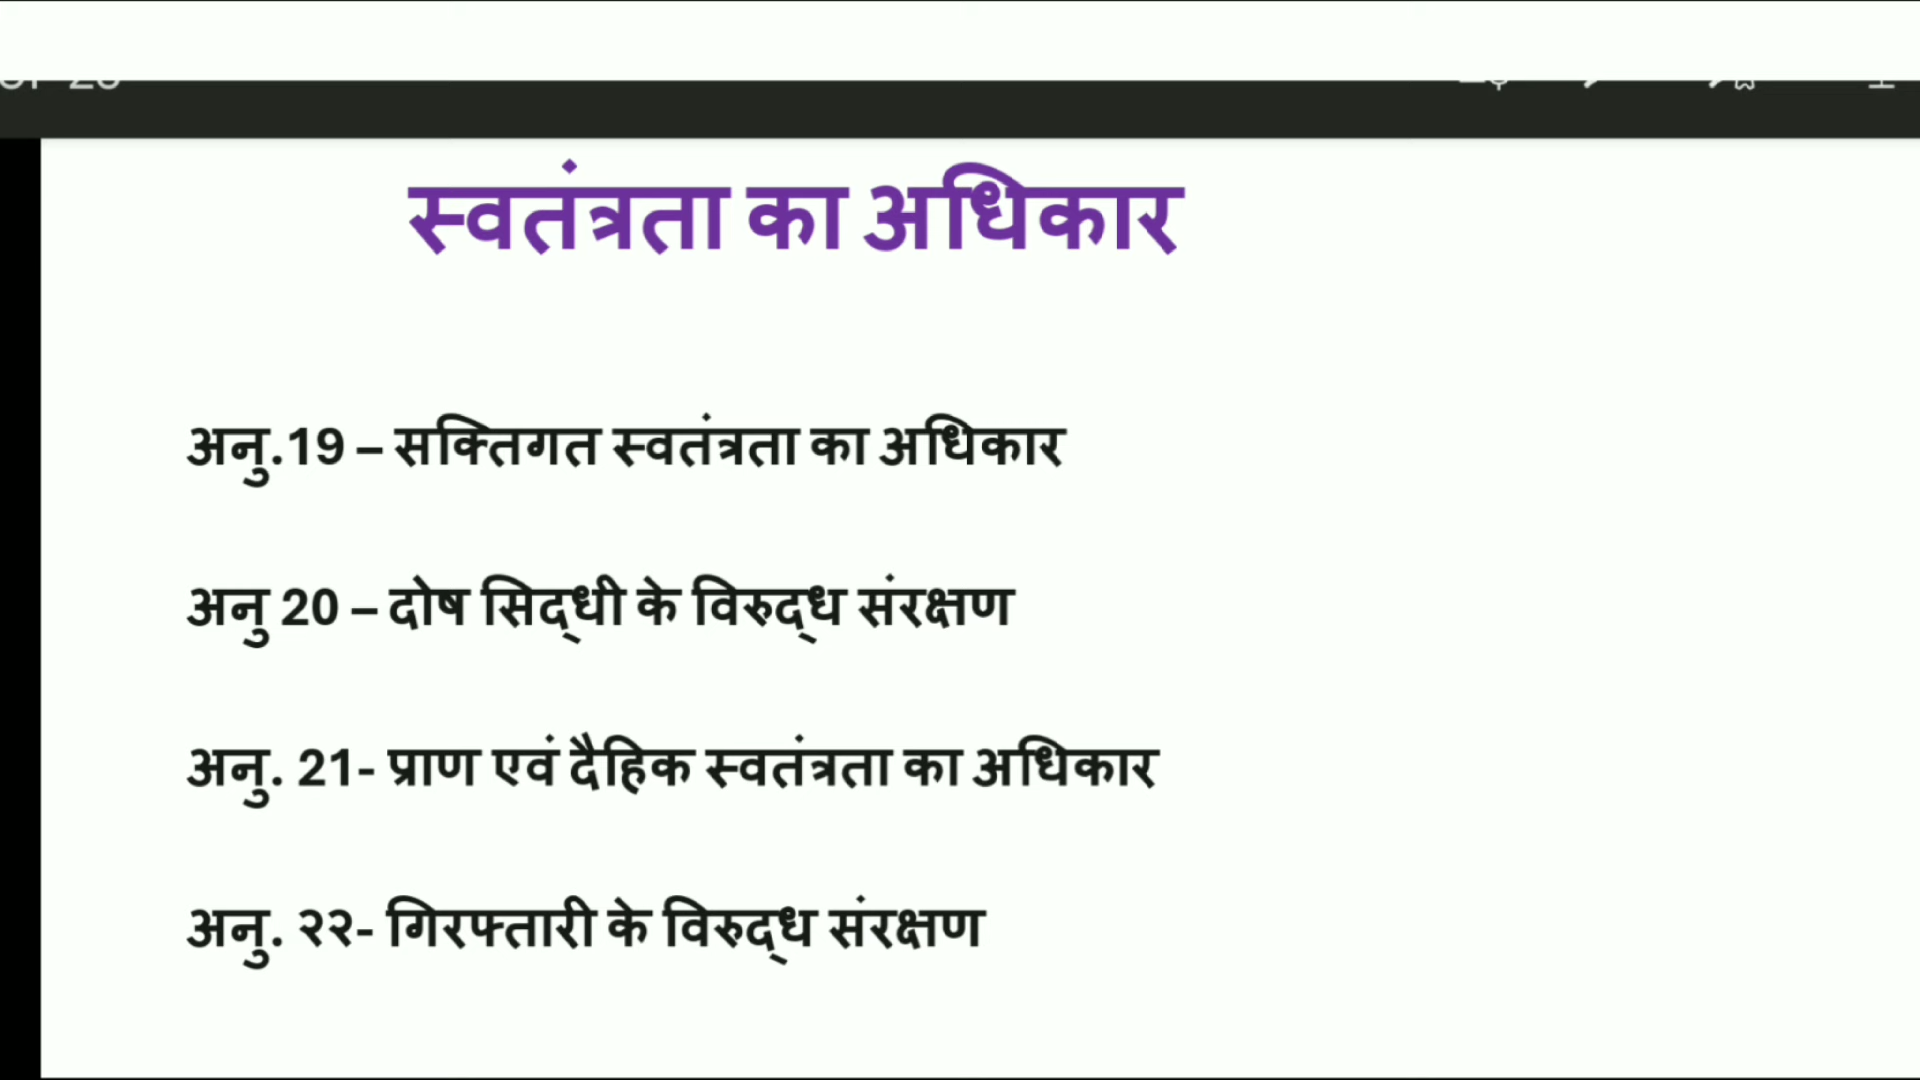 स्वतंत्रता का अधिकार
अनु.19 – सक्तिगत स्वतंत्रता का अधिकार
अनु 20 – दोष सिद्धी के विरुद्ध संरक्षण
अनु. 21- प्राण एवं दैहिक स्वतंत्रता का अधिकार
अनु. २२- गिरफ्तारी के विरुद्ध संरक्षण